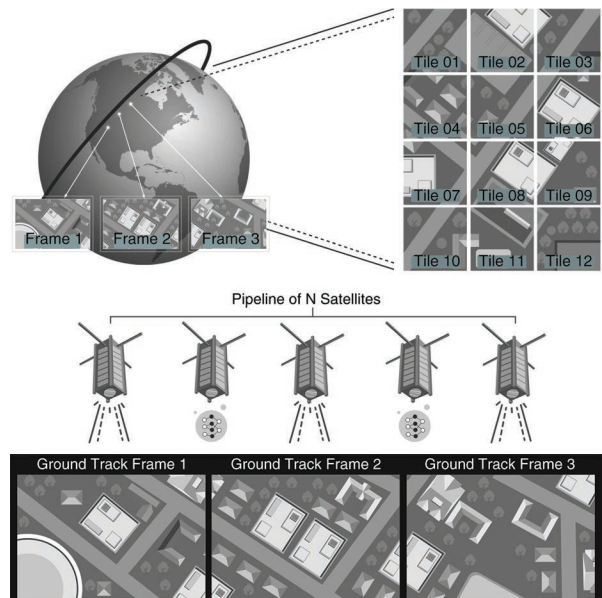 Tile 01 Tile 02 Tile 03
Tile 04 Tile 05 Tile 06
Tile 07 Tile 08 Tile 09
Tile 10 Tile 11 Tile 12
Frame 1 Frame 2 Frame 3
Pipeline of N Satellites
Ground Track Frame 1 Ground Track Frame 2 Ground Track Frame 3